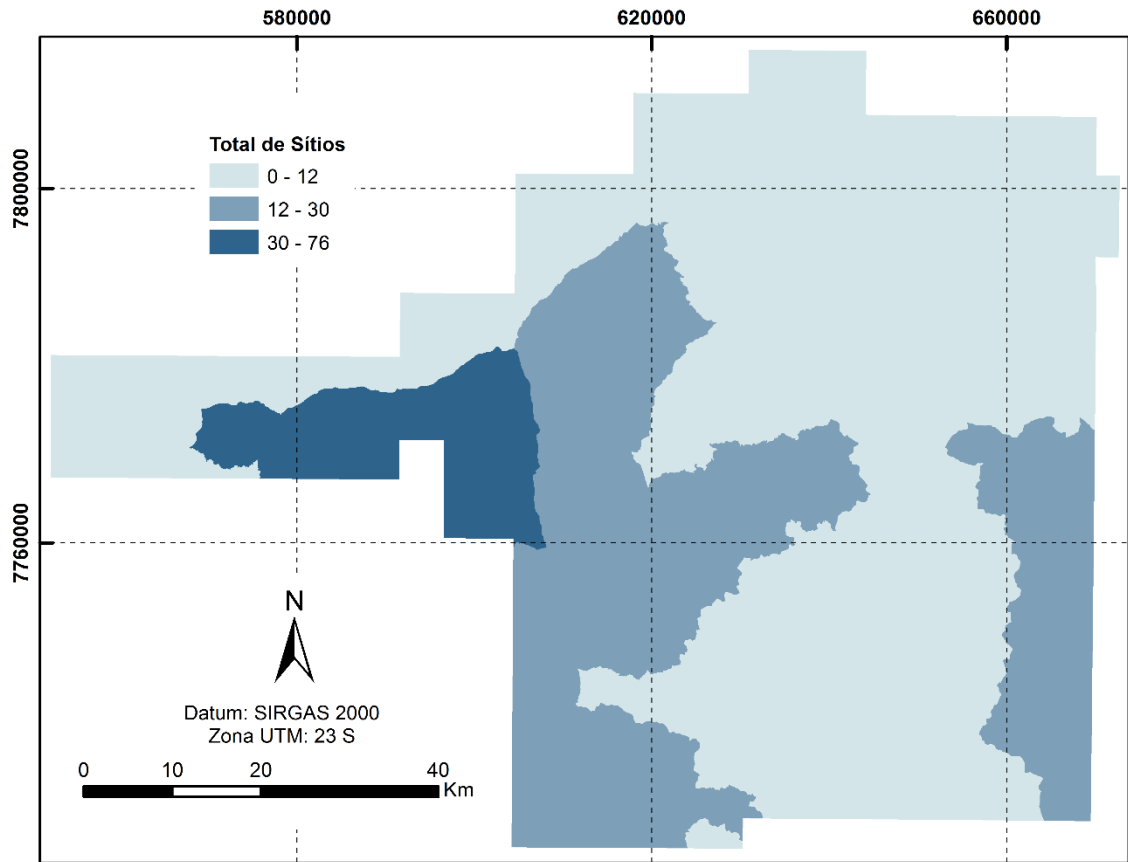 580000 620000 660000
Total de Sítios
0 - 12
12 - 30
30 - 76
7800000
7760000
N
Datum: SIRGAS 2000
Zona UTM: 23 S
0 10 20 40
Km